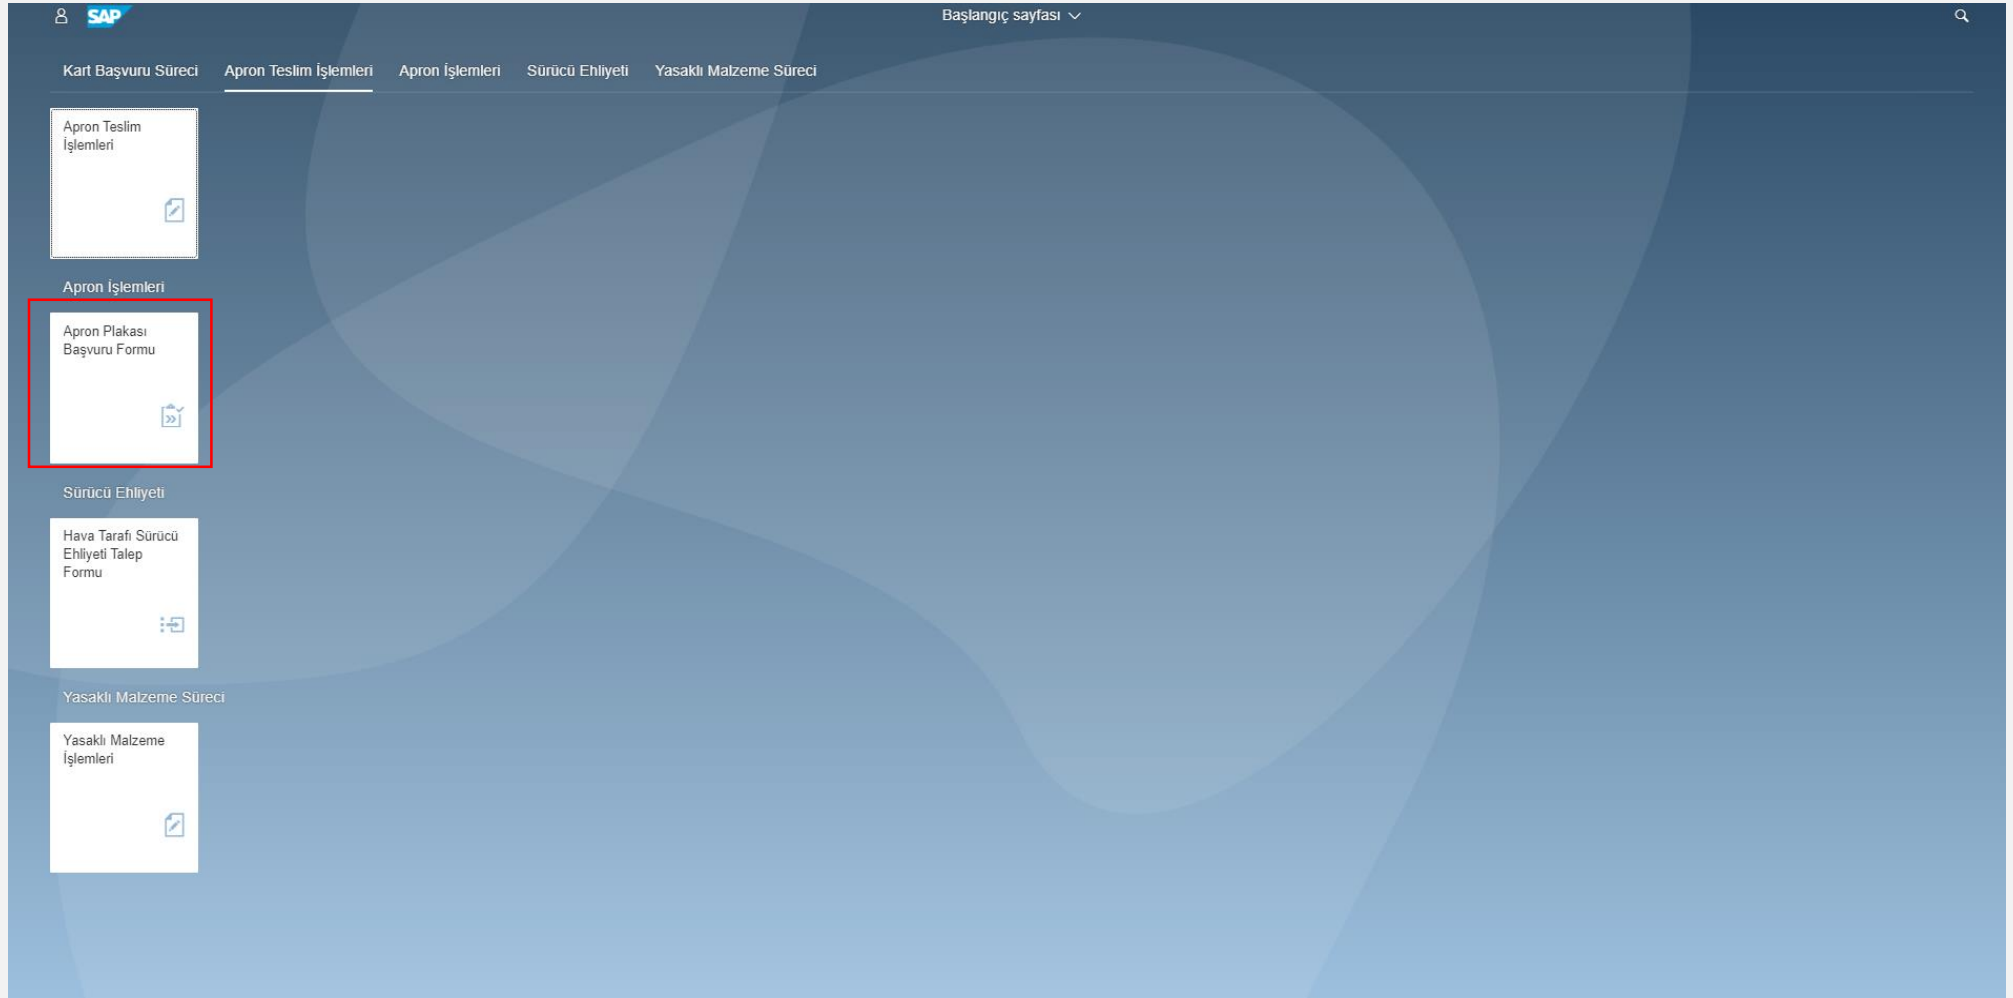 SAP
Başlangıç sayfası
Kart Başvuru Süreci
Apron Teslim İşlemleri
Apron İşlemleri
Sürücü Ehliyeti
Yasaklı Malzeme Süreci
Apron Teslim
İşlemleri
Apron İşlemleri
Apron Plakası
Başvuru Formu
Sürücü Ehliyeti
Hava Tarafı Sürücü
Ehliyeti Talep
Formu
Yasaklı Malzeme Süreci
Yasaklı Malzeme
İşlemleri